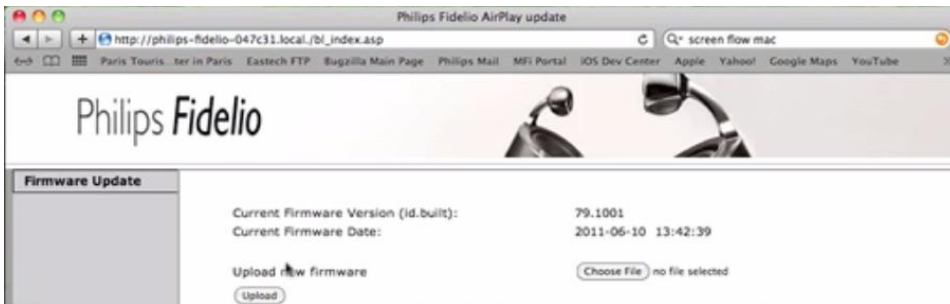 Philips Fidelio AirPlay update
http://philips-fidelio-047c31.local./bl_index.asp
screen flow mac
Paris Touris...ter in Paris Eastech FTP Bugzilla Main Page Philips Mail MFi Portal iOS Dev Center Apple Yahoo! Google Maps YouTube
Philips Fidelio
Firmware Update
Current Firmware Version (id.built): 79.1001
Current Firmware Date: 2011-06-10 13:42:39
Upload new firmware Choose File no file selected
Upload